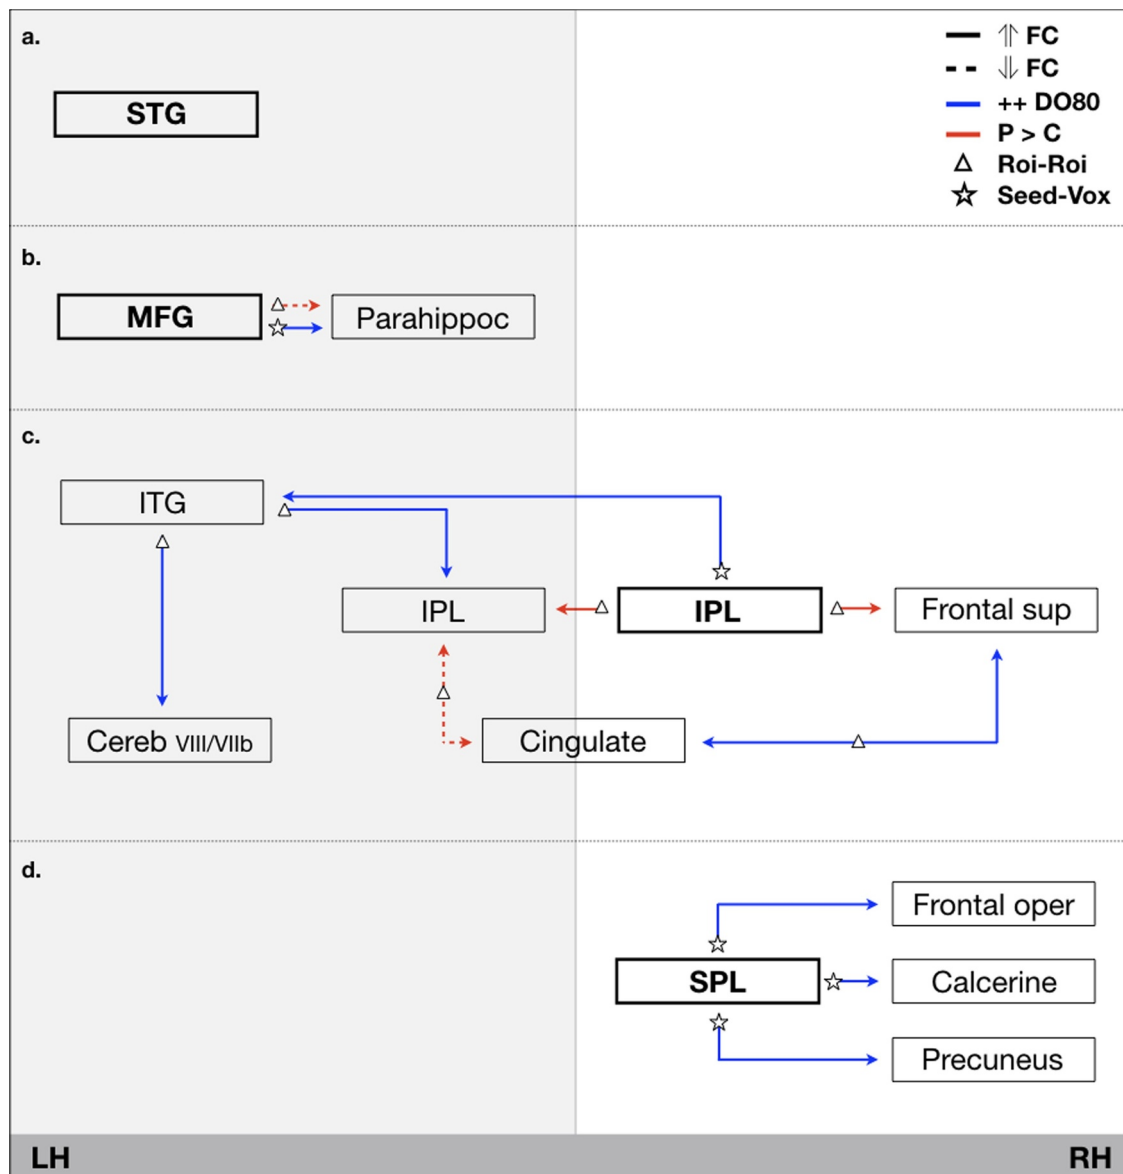 a.
⇑ FC
⇓ FC
++ DO80
P > C
Roi-Roi
Seed-Vox
STG
b.
MFG
Parahippoc
c.
ITG
IPL
IPL
Frontal sup
Cereb VIII/VIIb
Cingulate
d.
Frontal oper
SPL
Calcerine
Precuneus
LH
RH